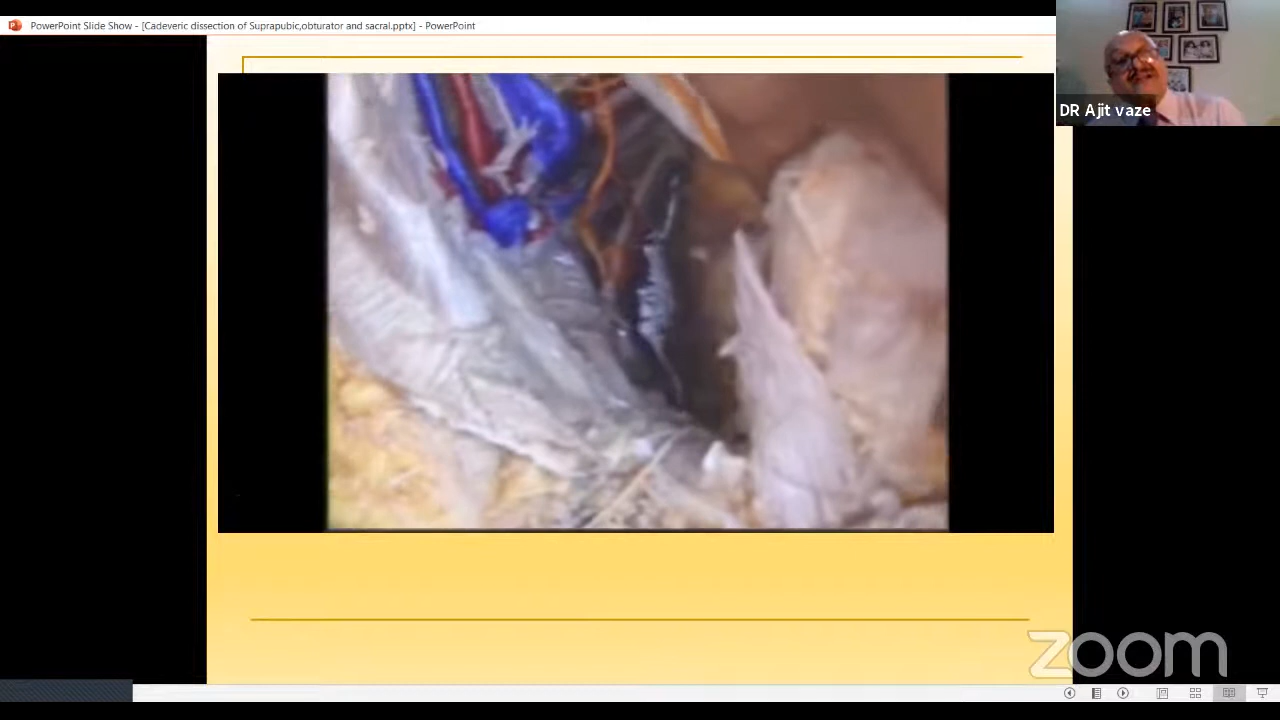 PowerPoint Slide Show - [Cadeveric dissection of Suprapubic,obturator and sacral.pptx] - PowerPoint
DR Ajit vaze
zoom